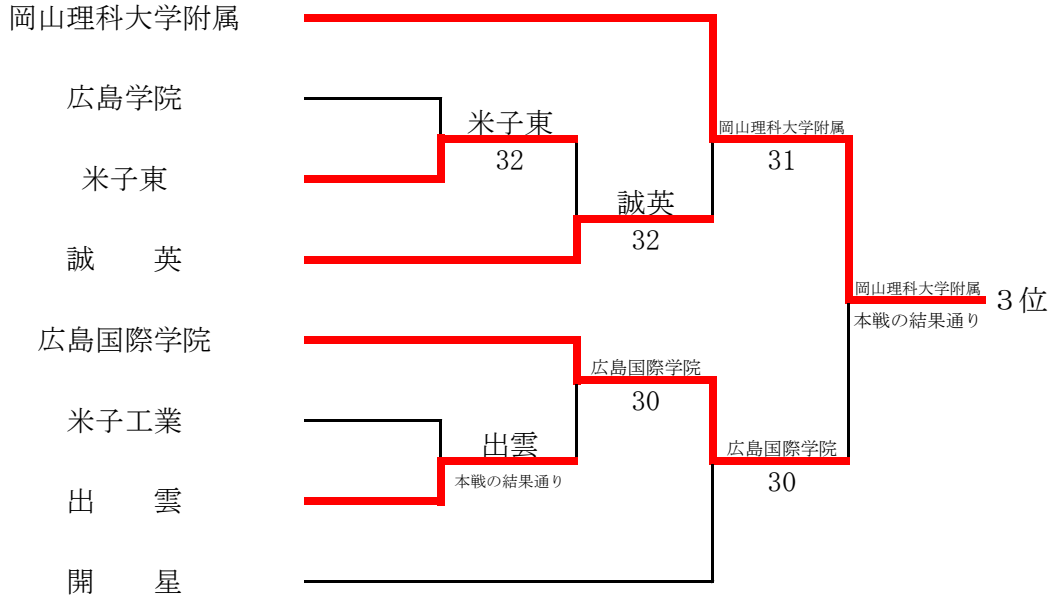 岡山理科大学附属
広島学院
米子東
32
岡山理科大学附属
31
米子東
誠英
32
誠　　英
岡山理科大学附属
３位
本戦の結果通り
広島国際学院
広島国際学院
30
米子工業
出雲
本戦の結果通り
広島国際学院
30
出　　雲
開　　星